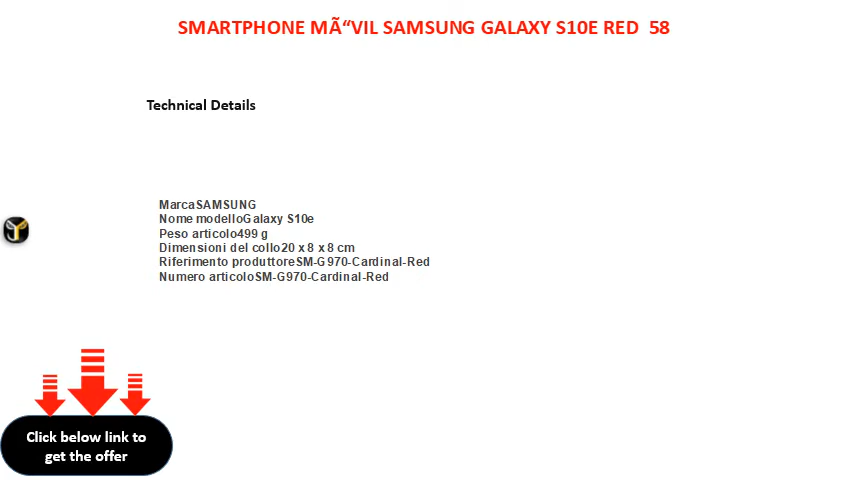 SMARTPHONE MÃ“VIL SAMSUNG GALAXY S10E RED 58
Technical Details
MarcaSAMSUNG
Nome modelloGalaxy S10e
Peso articolo499 g
Dimensioni del collo20 x 8 x 8 cm
Riferimento produttoreSM-G970-Cardinal-Red
Numero articoloSM-G970-Cardinal-Red
Click below link to
get the offer